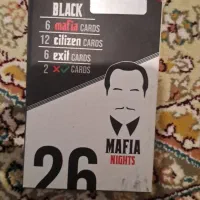 BLACK
6 mafia CARDS
12 citizen CARDS
6 exil CARDS
2 ×✓ CARDS
MAFIA
NIGHTS
26